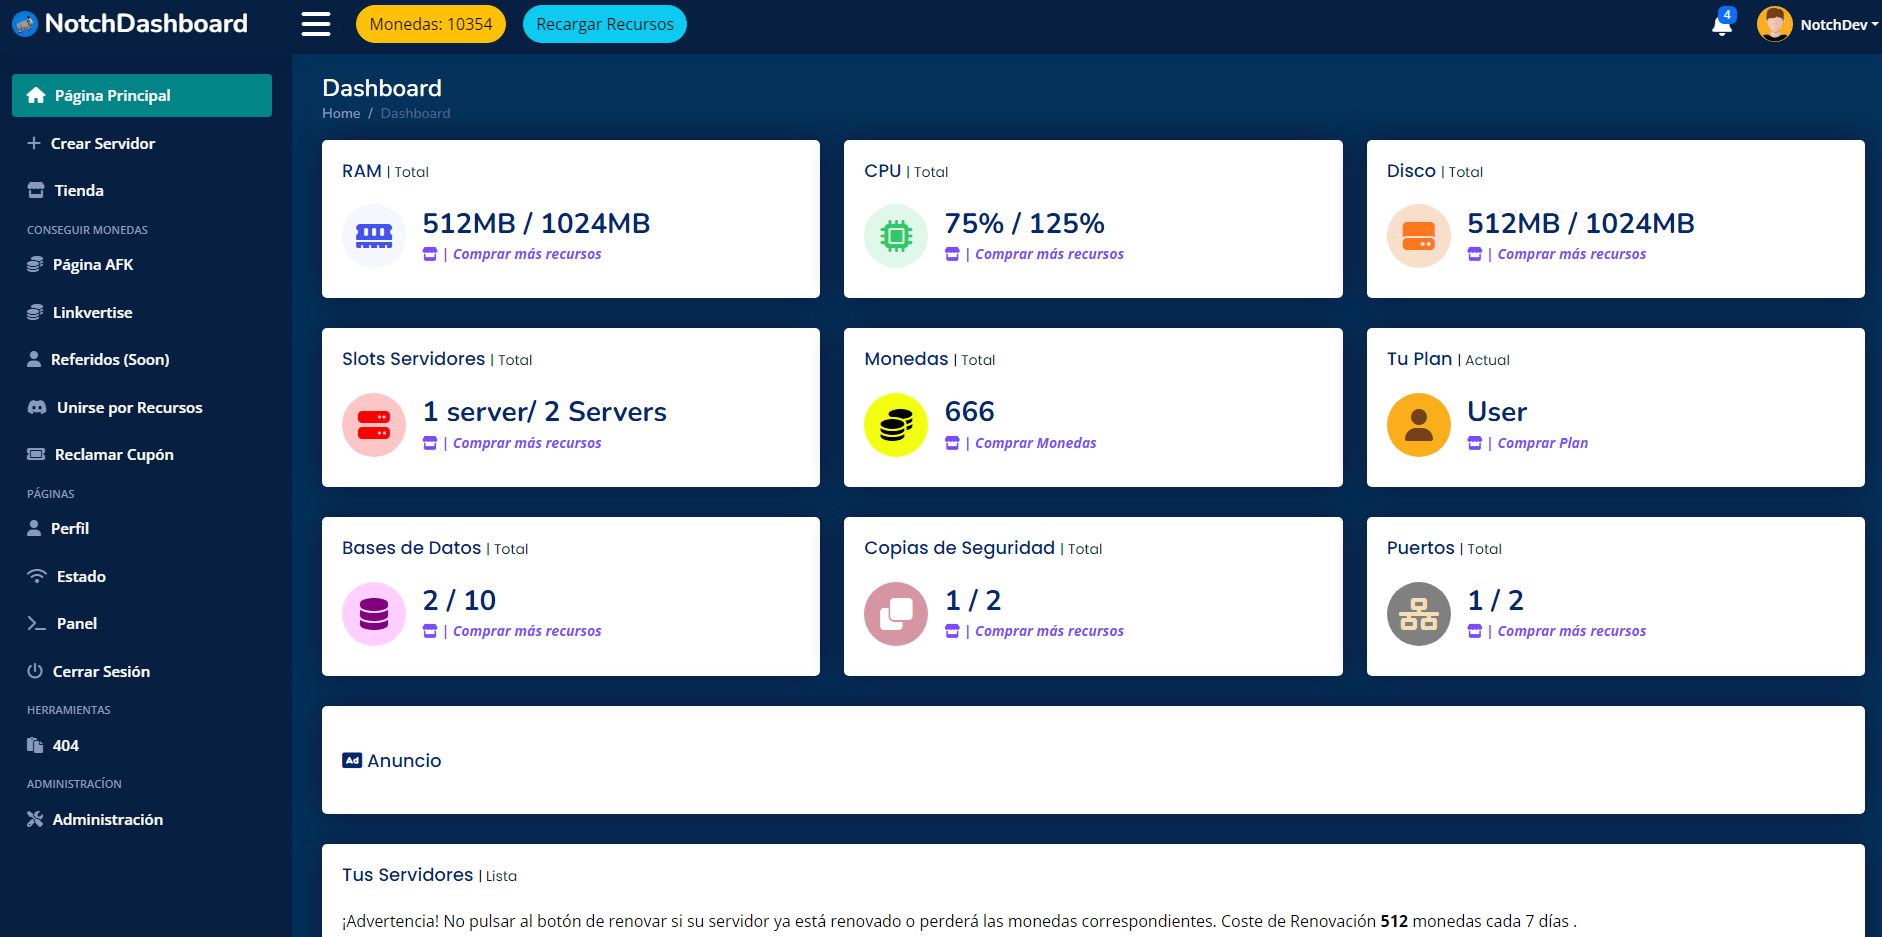 NotchDashboard
Monedas: 10354
Recargar Recursos
4
NotchDev
Página Principal
Crear Servidor
Tienda
CONSEGUIR MONEDAS
Página AFK
Linkvertise
Referidos (Soon)
Unirse por Recursos
Reclamar Cupón
PÁGINAS
Perfil
Estado
Panel
Cerrar Sesión
HERRAMIENTAS
404
ADMINISTRACÍON
Administración
Dashboard
Home / Dashboard
RAM | Total
512MB / 1024MB
| Comprar más recursos
CPU | Total
75% / 125%
| Comprar más recursos
Disco | Total
512MB / 1024MB
| Comprar más recursos
Slots Servidores | Total
1 server/ 2 Servers
| Comprar más recursos
Monedas | Total
666
| Comprar Monedas
Tu Plan | Actual
User
| Comprar Plan
Bases de Datos | Total
2 / 10
| Comprar más recursos
Copias de Seguridad | Total
1 / 2
| Comprar más recursos
Puertos | Total
1 / 2
| Comprar más recursos
Ad Anuncio
Tus Servidores | Lista
¡Advertencia! No pulsar al botón de renovar si su servidor ya está renovado o perderá las monedas correspondientes. Coste de Renovación 512 monedas cada 7 días .